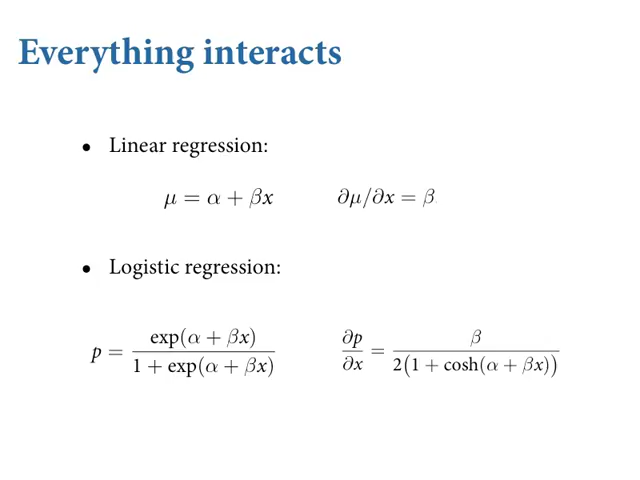 Everything interacts
• Linear regression:
μ = α + βx    ∂μ/∂x = β
• Logistic regression:
p = exp(α + βx) / 1 + exp(α + βx)    ∂p/∂x = β / 2(1 + cosh(α + βx))